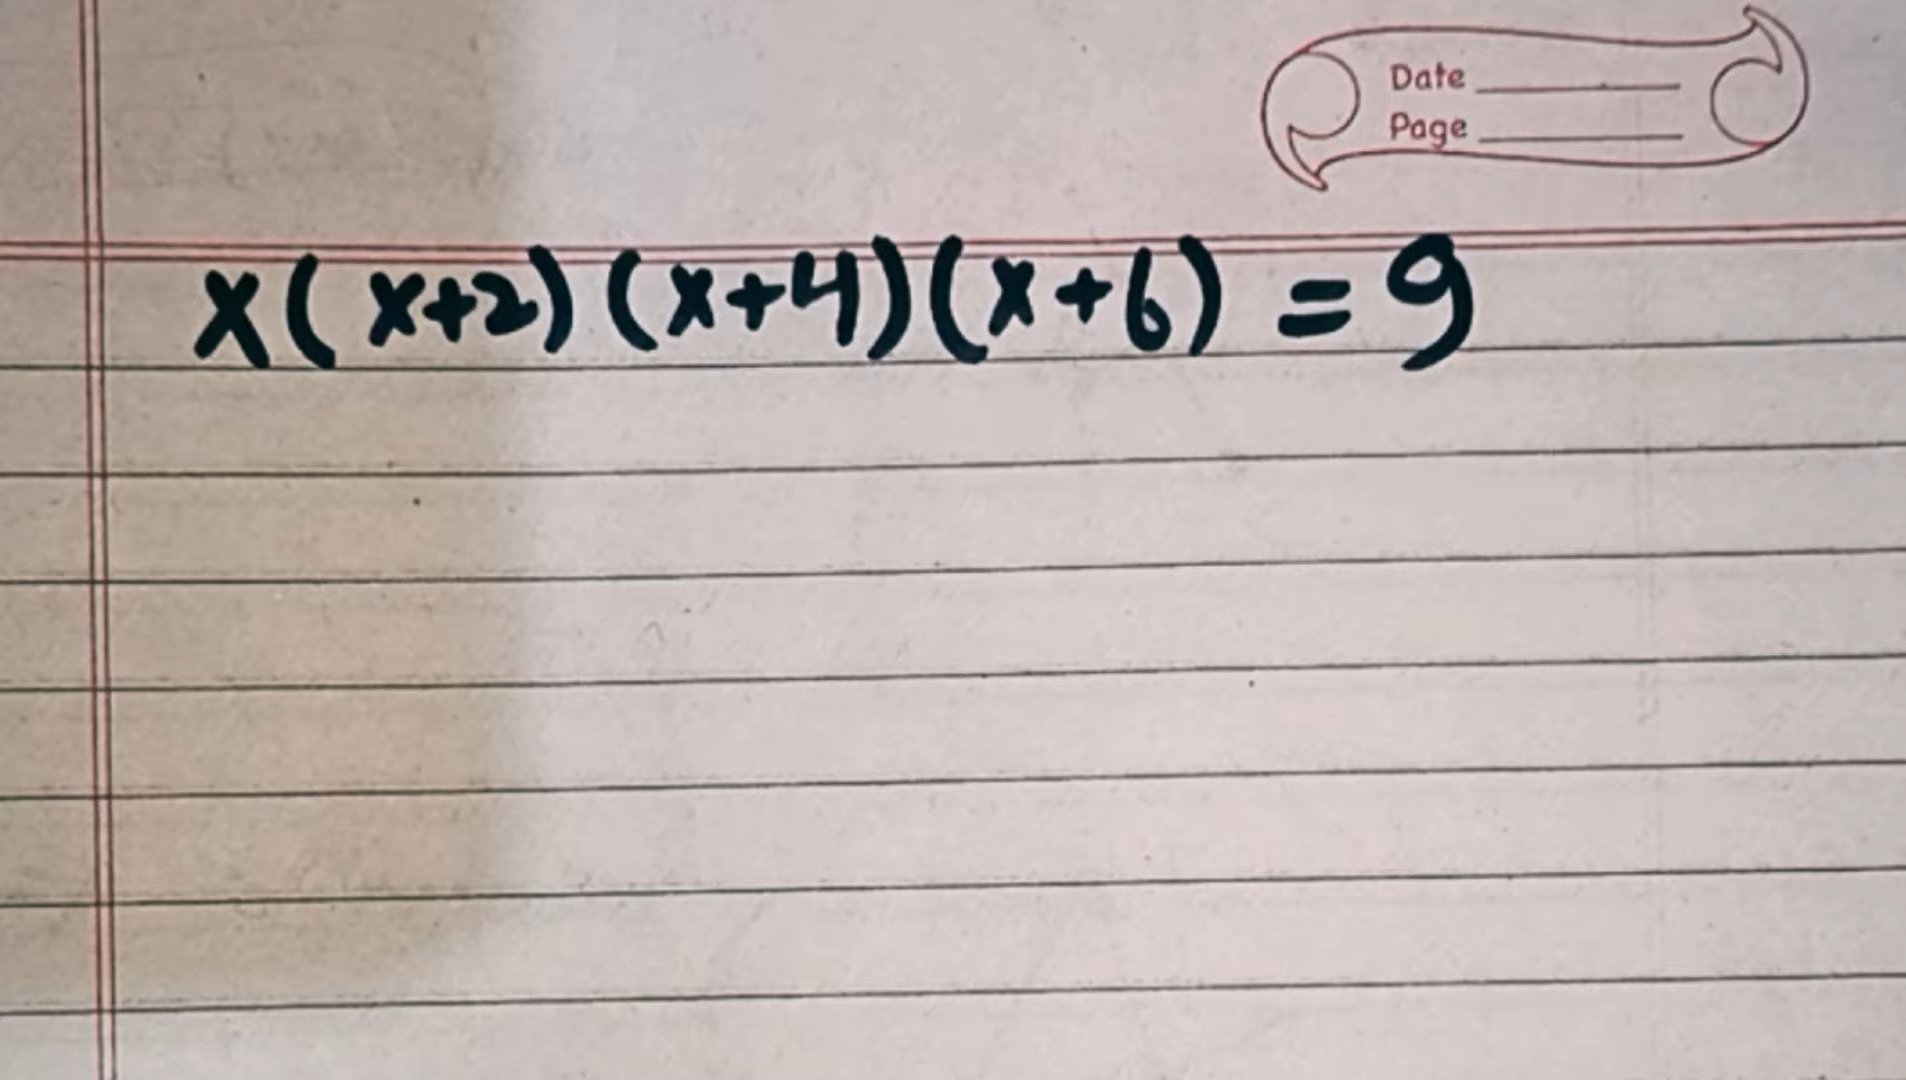 Date
Page
x(x+2)(x+4)(x+6) = 9